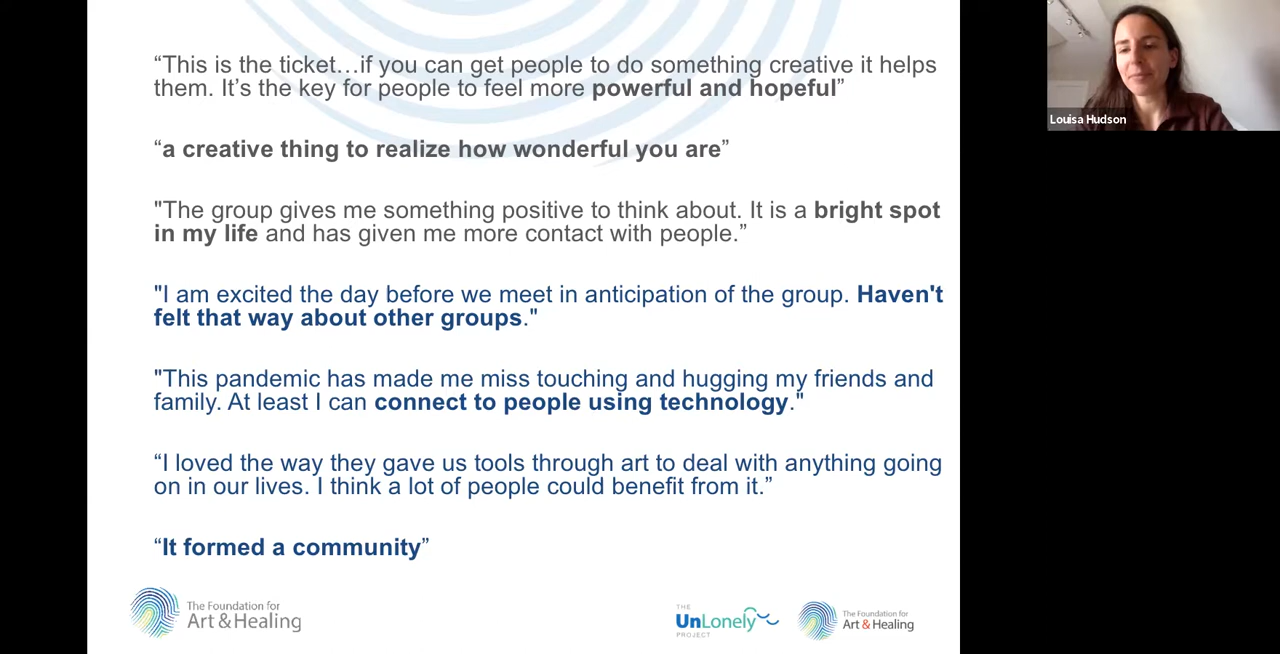 “This is the ticket…if you can get people to do something creative it helps
them. It’s the key for people to feel more powerful and hopeful”
“a creative thing to realize how wonderful you are”
"The group gives me something positive to think about. It is a bright spot
in my life and has given me more contact with people.”
"I am excited the day before we meet in anticipation of the group. Haven't
felt that way about other groups."
"This pandemic has made me miss touching and hugging my friends and
family. At least I can connect to people using technology."
“I loved the way they gave us tools through art to deal with anything going
on in our lives. I think a lot of people could benefit from it.”
“It formed a community”
The Foundation for
Art & Healing
THE
UnLonely
PROJECT
The Foundation for
Art & Healing
Louisa Hudson